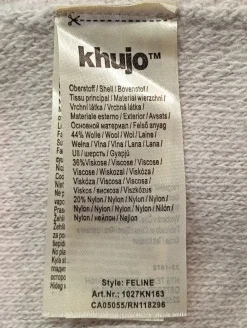 khujo™
Oberstoff / Shell / Bovenstof /
Tissu principal / Materiał wierzchni /
Vrchní látka / Vrchná látka /
Materiale esterno / Exterior / Avsats /
Основной материал / Felső anyag
44% Wolle / Wool / Wol / Laine /
Wełna / Vlna / Vlna / Lana / Lana / Ull
Ull / шерсть / Gyapjú
36% Viskose / Viscose / Viscose /
Viscose / Wiskoza / Viskóza /
Viskóza / Viscosa / Viscosa /
Viskos / вискоза / Viszkózus
20% Nylon / Nylon / Nylon / Nylon /
Nylon / Nylon / Nylon / Nylon / Nilón /
Nylon / нейлон / Nejlon
Style: FELINE
Art.Nr.: 1027KN163
CA05055/RN118296